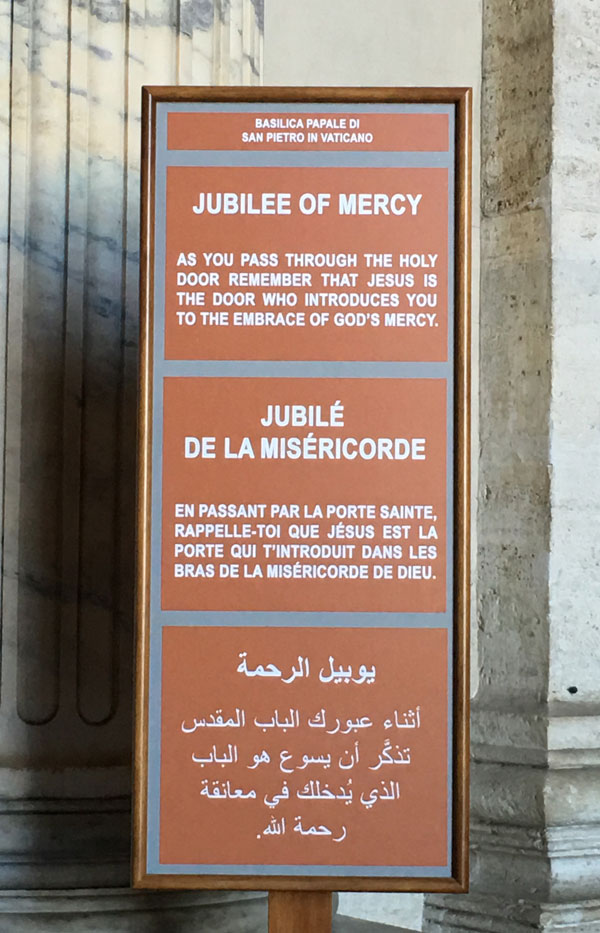 BASILICA PAPALE DI
SAN PIETRO IN VATICANO
JUBILEE OF MERCY
AS YOU PASS THROUGH THE HOLY
DOOR REMEMBER THAT JESUS IS
THE DOOR WHO INTRODUCES YOU
TO THE EMBRACE OF GOD'S MERCY.
JUBILÉ
DE LA MISÉRICORDE
EN PASSANT PAR LA PORTE SAINTE,
RAPPELLE-TOI QUE JÉSUS EST LA
PORTE QUI T'INTRODUIT DANS LES
BRAS DE LA MISÉRICORDE DE DIEU.
يوبيل الرحمة
أثناء عبورك الباب المقدس
تذكَّر أن يسوع هو الباب
الذي يُدخلك في معانقة
رحمة الله.